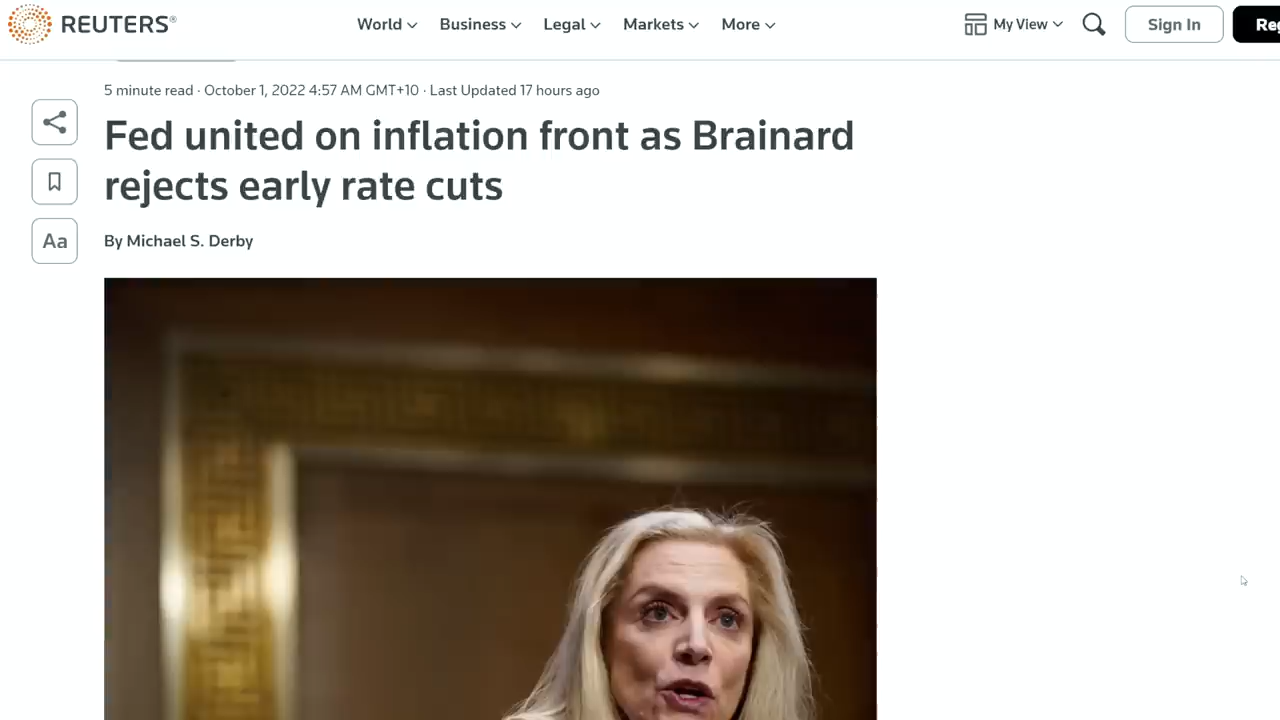 REUTERS®
World Business Legal Markets More
My View
Sign In
5 minute read · October 1, 2022 4:57 AM GMT+10 · Last Updated 17 hours ago
Fed united on inflation front as Brainard
rejects early rate cuts
Aa
By Michael S. Derby